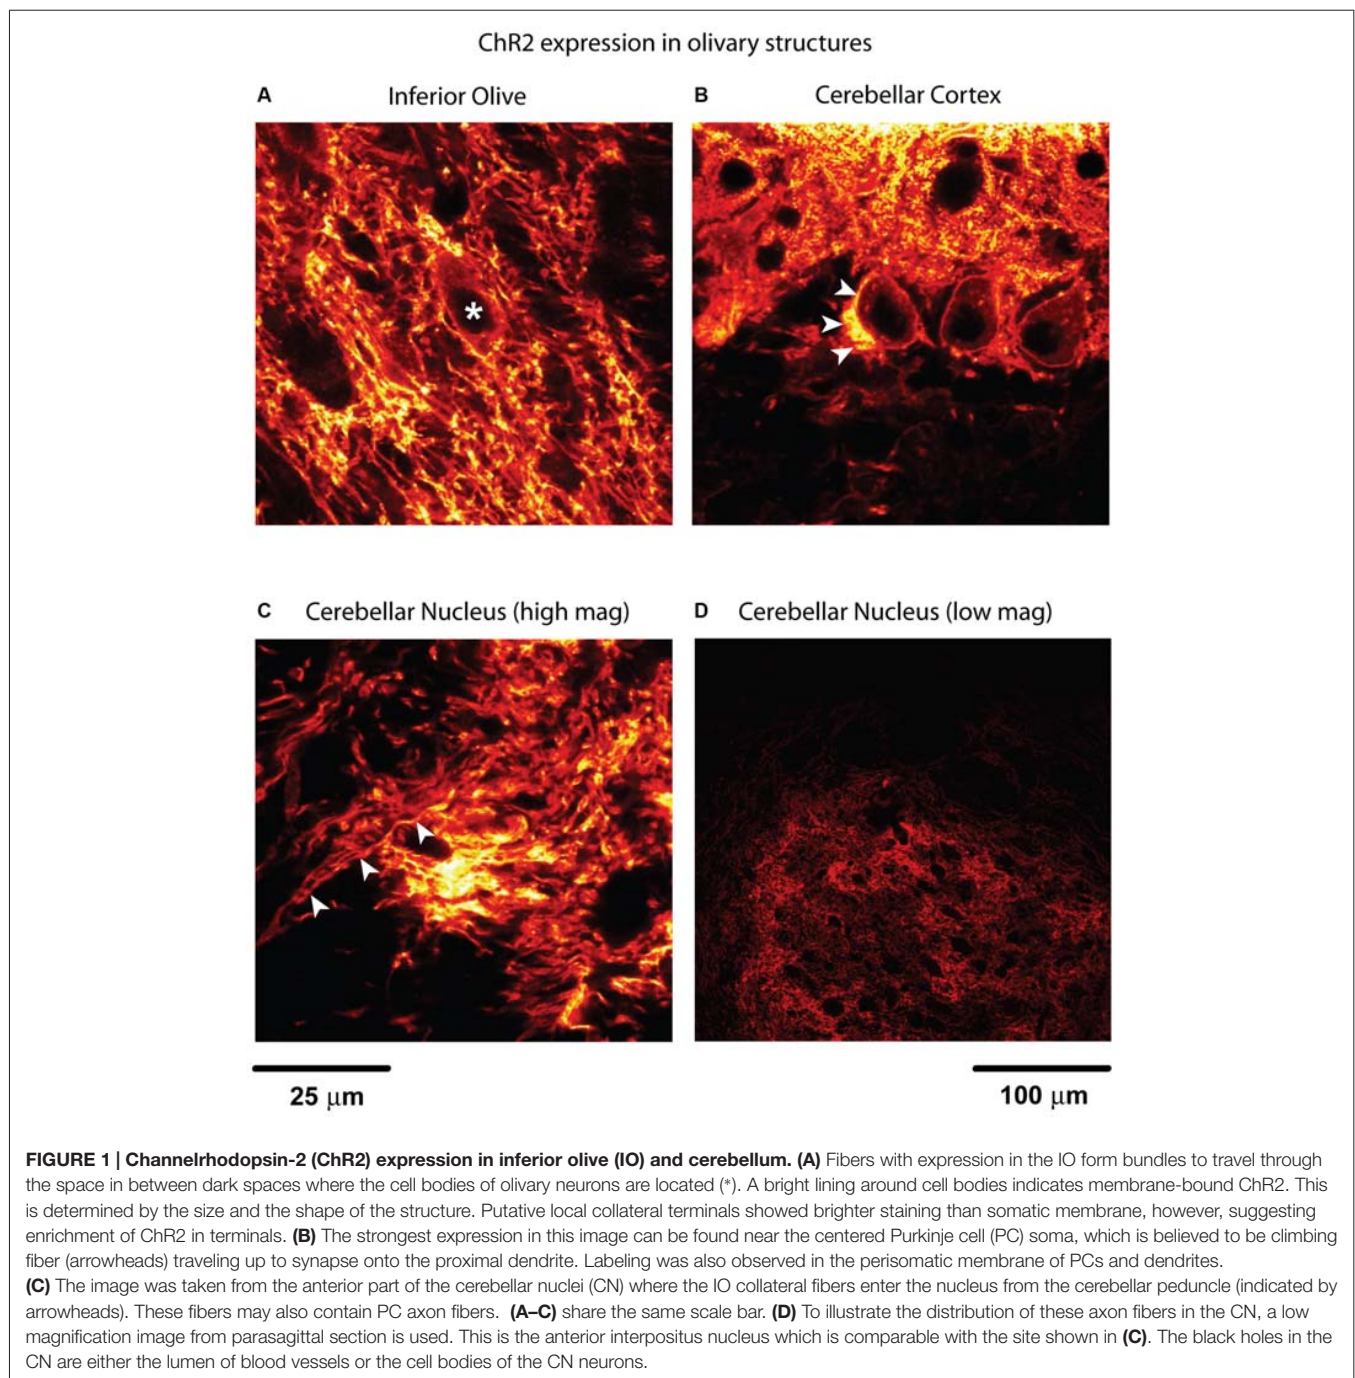 ChR2 expression in olivary structures
A Inferior Olive
B Cerebellar Cortex
*
C Cerebellar Nucleus (high mag)
D Cerebellar Nucleus (low mag)
25 μm
100 μm
FIGURE 1 | Channelrhodopsin-2 (ChR2) expression in inferior olive (IO) and cerebellum. (A) Fibers with expression in the IO form bundles to travel through
the space in between dark spaces where the cell bodies of olivary neurons are located (*). A bright lining around cell bodies indicates membrane-bound ChR2. This
is determined by the size and the shape of the structure. Putative local collateral terminals showed brighter staining than somatic membrane, however, suggesting
enrichment of ChR2 in terminals. (B) The strongest expression in this image can be found near the centered Purkinje cell (PC) soma, which is believed to be climbing
fiber (arrowheads) traveling up to synapse onto the proximal dendrite. Labeling was also observed in the perisomatic membrane of PCs and dendrites.
(C) The image was taken from the anterior part of the cerebellar nuclei (CN) where the IO collateral fibers enter the nucleus from the cerebellar peduncle (indicated by
arrowheads). These fibers may also contain PC axon fibers. (A–C) share the same scale bar. (D) To illustrate the distribution of these axon fibers in the CN, a low
magnification image from parasagittal section is used. This is the anterior interpositus nucleus which is comparable with the site shown in (C). The black holes in the
CN are either the lumen of blood vessels or the cell bodies of the CN neurons.